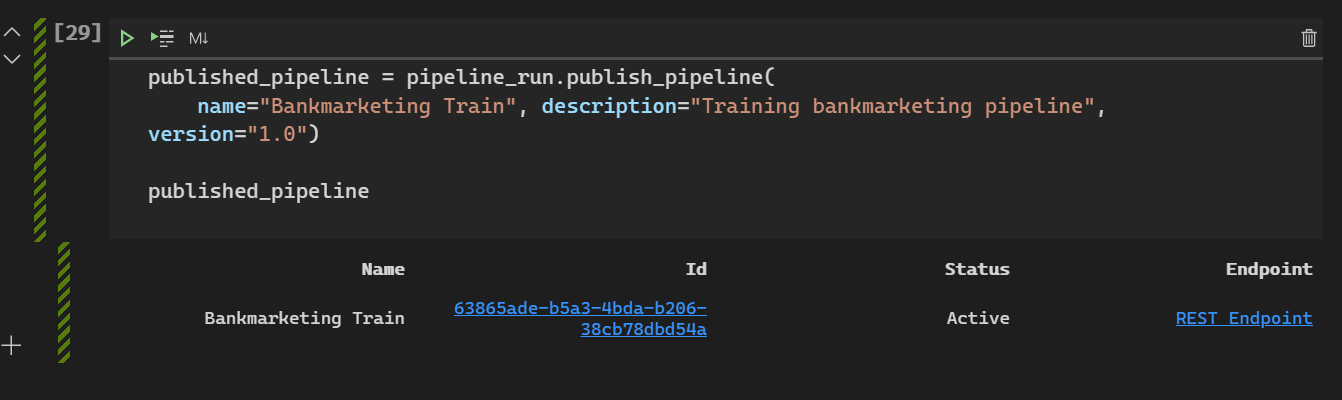 [29]
M↓
published_pipeline = pipeline_run.publish_pipeline(
    name="Bankmarketing Train", description="Training bankmarketing pipeline",
version="1.0")
published_pipeline
Name Id Status Endpoint
Bankmarketing Train 63865ade-b5a3-4bda-b206-38cb78dbd54a Active REST Endpoint